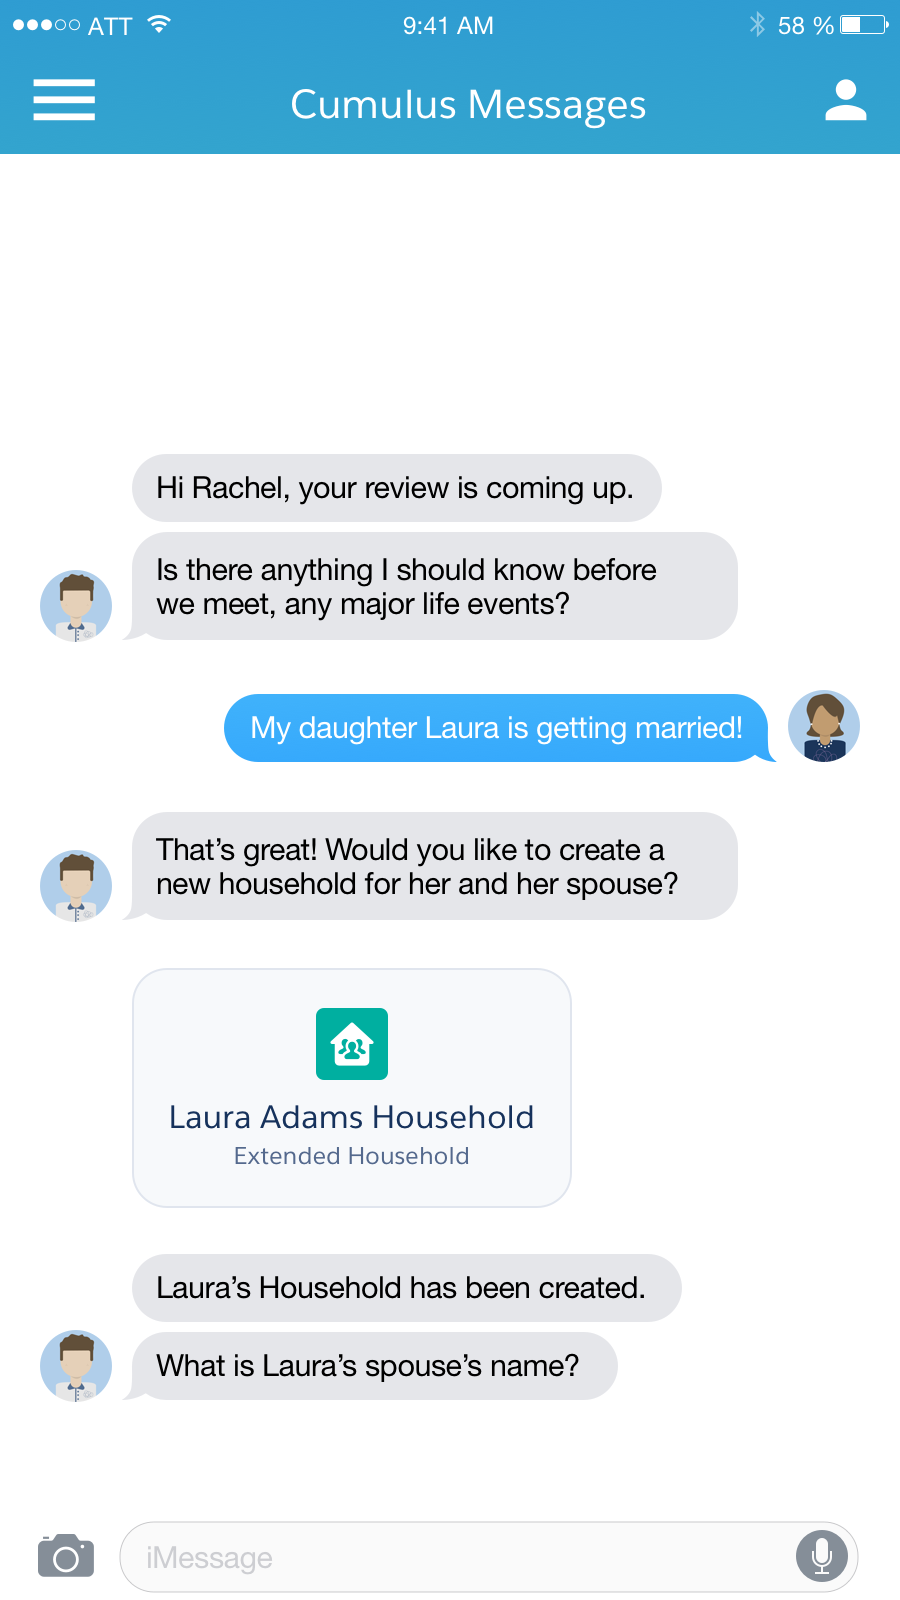 ATT 9:41 AM 58 %
Cumulus Messages
Hi Rachel, your review is coming up.
Is there anything I should know before
we meet, any major life events?
My daughter Laura is getting married!
That’s great! Would you like to create a
new household for her and her spouse?
Laura Adams Household
Extended Household
Laura’s Household has been created.
What is Laura’s spouse’s name?
iMessage